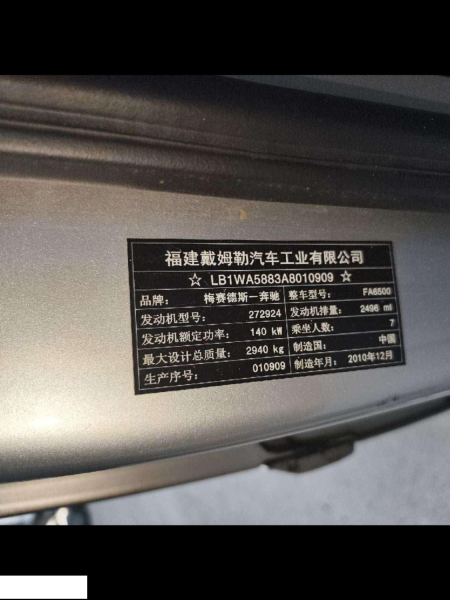 福建戴姆勒汽车工业有限公司
☆ LB1WA5883A8010909 ☆
品牌: 梅赛德斯一奔驰 整车型号: FA6500
发动机型号: 272924 发动机排量: 2496 ml
发动机额定功率: 140 kW 乘坐人数: 7
最大设计总质量: 2940 kg 制造国: 中国
生产序号: 010909 制造年月: 2010年12月